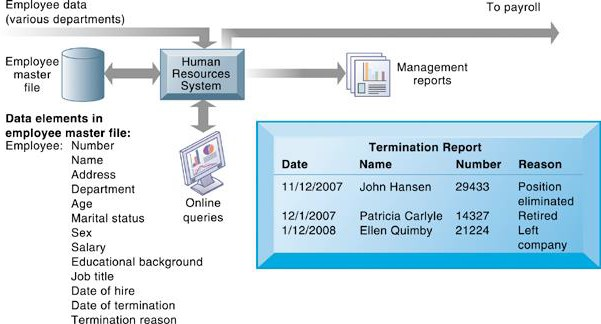 Employee data
(various departments)
To payroll
Employee
master
file
Human
Resources
System
Management
reports
Data elements in
employee master file:
Employee: Number
Name
Address
Department
Age
Marital status
Sex
Salary
Educational background
Job title
Date of hire
Date of termination
Termination reason
Online
queries
Termination Report
Date Name Number Reason
11/12/2007 John Hansen 29433 Position
eliminated
12/1/2007 Patricia Carlyle 14327 Retired
1/12/2008 Ellen Quimby 21224 Left
company